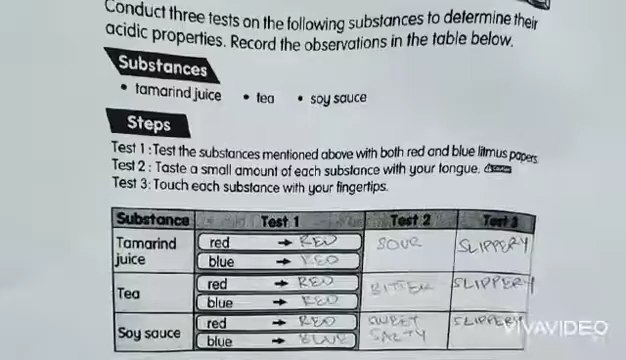 Conduct three tests on the following substances to determine their
acidic properties. Record the observations in the table below.
Substances
• tamarind juice • tea • soy sauce
Steps
Test 1 : Test the substances mentioned above with both red and blue litmus papers.
Test 2 : Taste a small amount of each substance with your tongue.
Test 3 : Touch each substance with your fingertips.
Substance Test 1 Test 2 Test 3
Tamarind juice red → RED SOUR SLIPPERY
blue → RED
Tea red → RED BITTER SLIPPERY
blue → RED
Soy sauce red → RED SWEET SLIPPERY
blue → BLUE SALTY
VIVAVIDEO